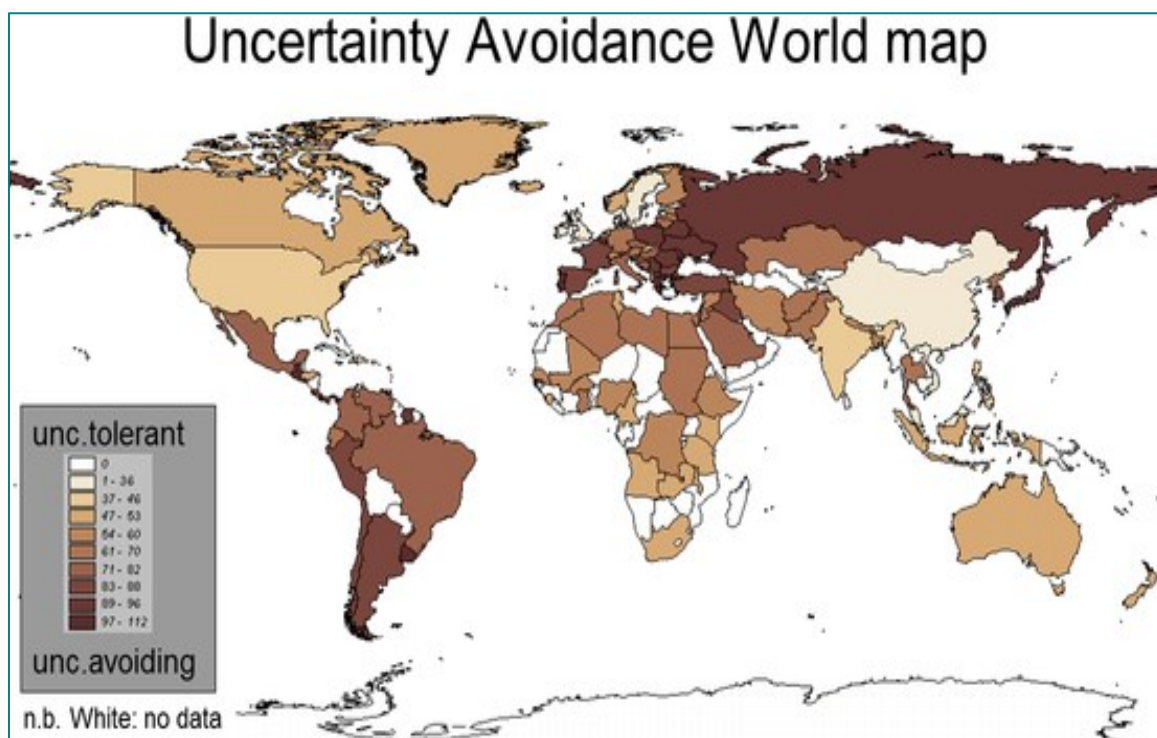 Uncertainty Avoidance World map
unc.tolerant
0
1 - 36
37 - 46
47 - 53
54 - 60
61 - 70
71 - 82
83 - 88
89 - 96
97 - 112
unc.avoiding
n.b. White: no data